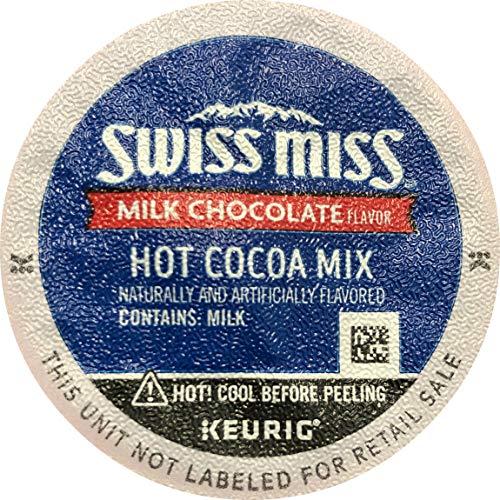 SWISS MISS
MILK CHOCOLATE FLAVOR
HOT COCOA MIX
NATURALLY AND ARTIFICIALLY FLAVORED
CONTAINS: MILK
HOT! COOL BEFORE PEELING
KEURIG®
THIS UNIT NOT LABELED FOR RETAIL SALE